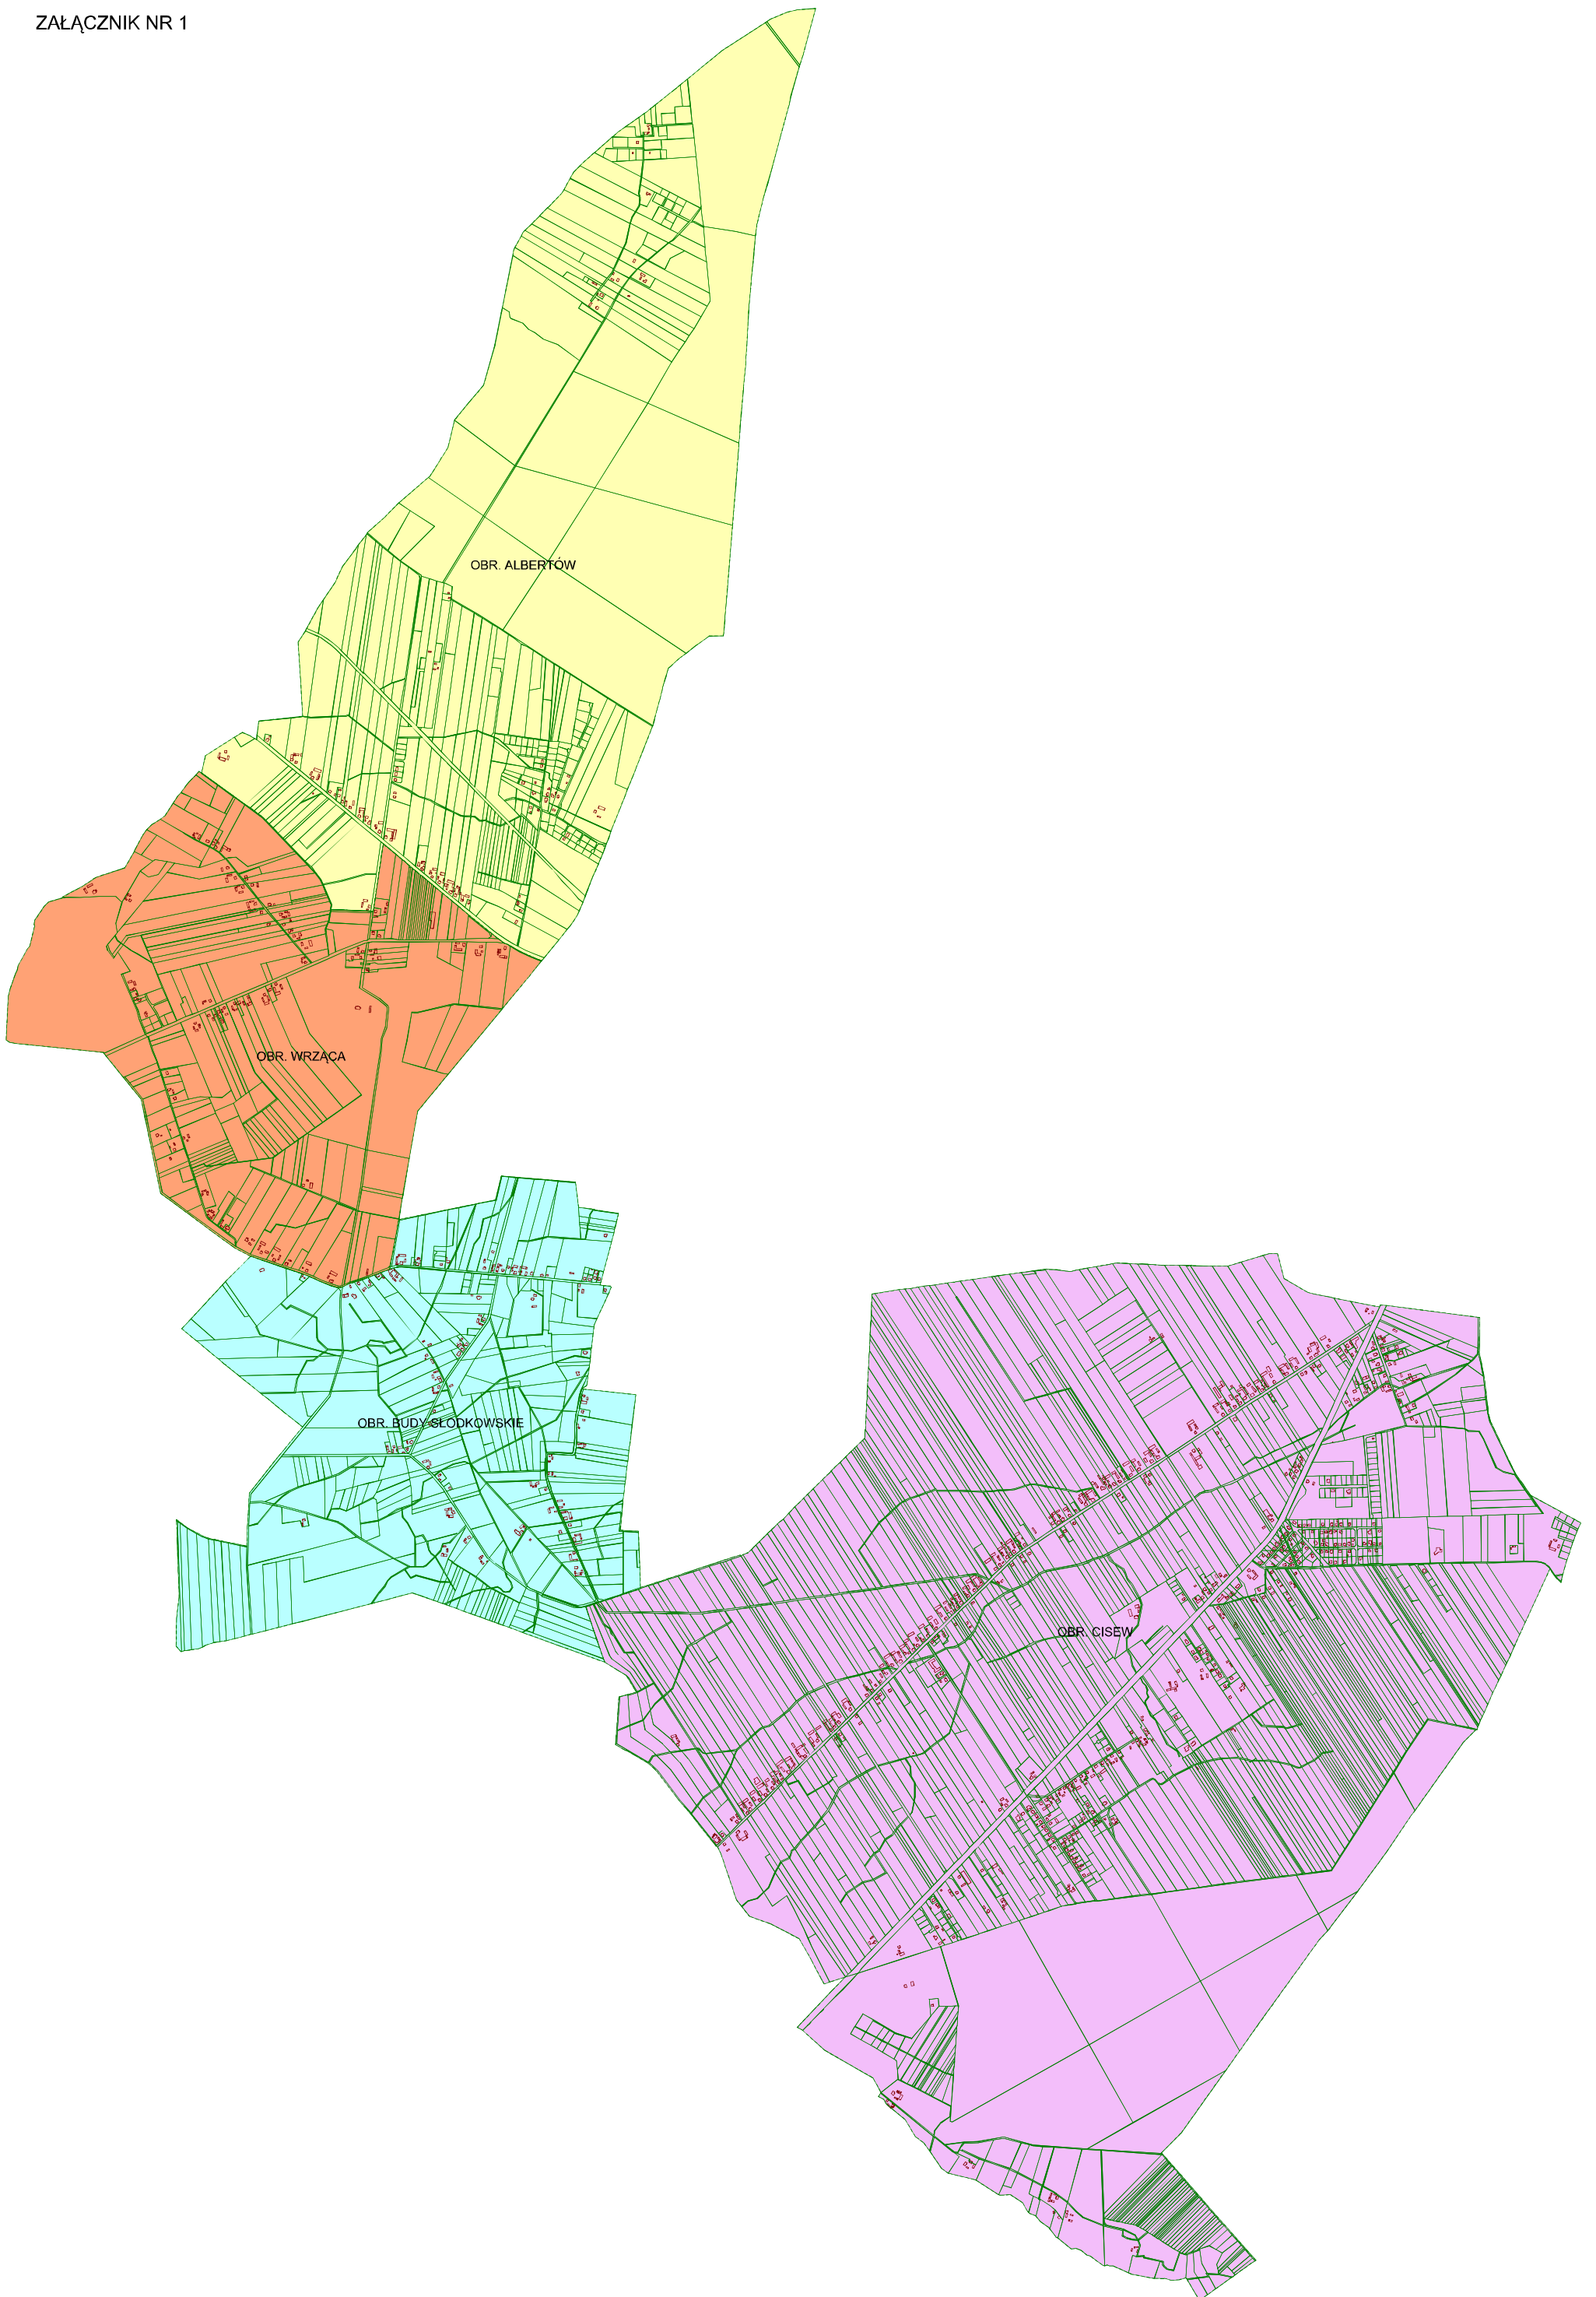 ZAŁĄCZNIK NR 1
OBR. ALBERTÓW
OBR. WRZĄCA
OBR. BUDY SŁODKOWSKIE
OBR. CISEW